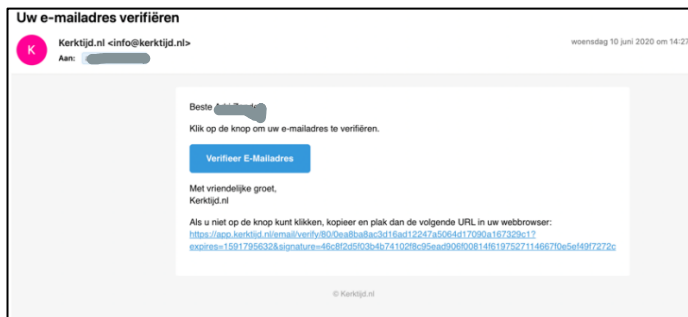 Uw e-mailadres verifiëren
K
Kerktijd.nl <info@kerktijd.nl>
woensdag 10 juni 2020 om 14:27
Aan:
Beste
Klik op de knop om uw e-mailadres te verifiëren.
Verifieer E-Mailadres
Met vriendelijke groet,
Kerktijd.nl
Als u niet op de knop kunt klikken, kopieer en plak dan de volgende URL in uw webbrowser:
https://app.kerktijd.nl/email/verify/80/0ea8ba8ac3d16ad12247a5064d17090a167329c1?
expires=1591795632&signature=46c8f2d5f03b4b74102f8c95ead906f00814f6197527114667f0e5ef49f7272c
© Kerktijd.nl